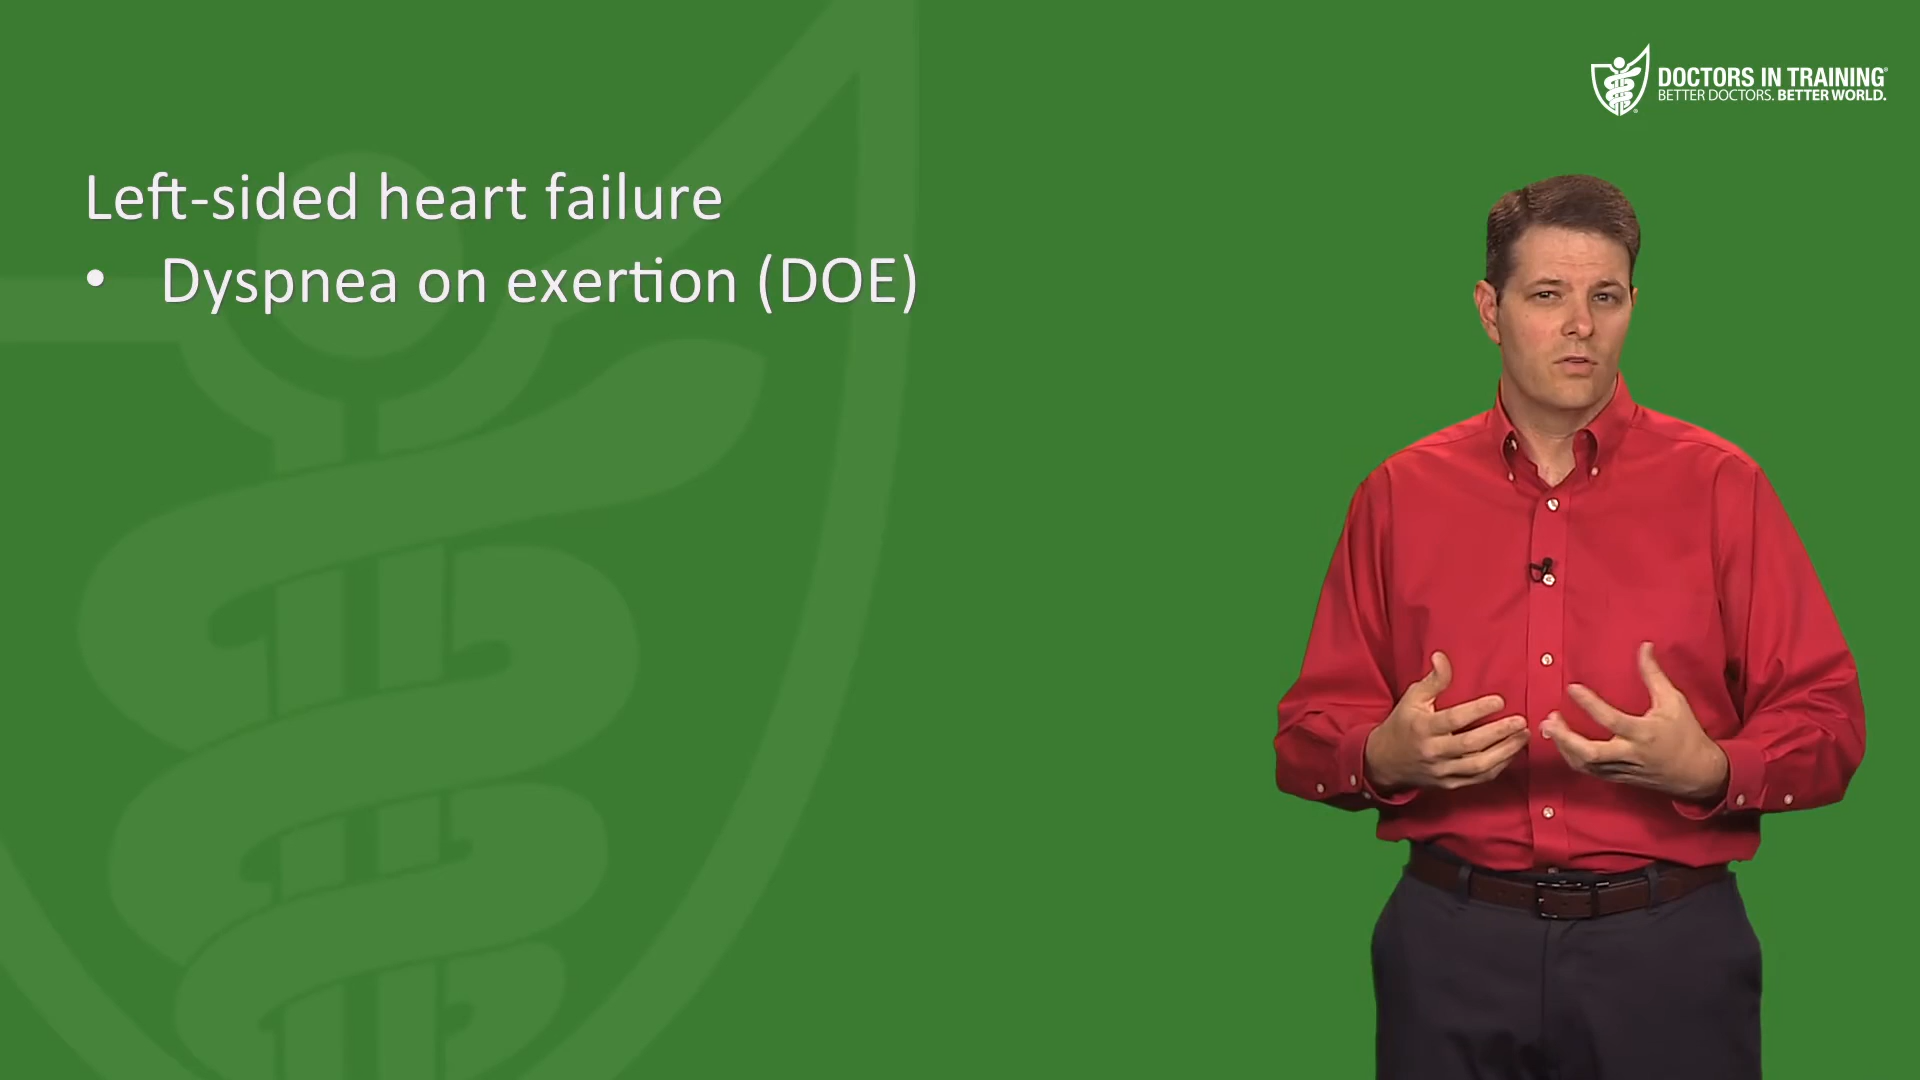 DOCTORS IN TRAINING®
BETTER DOCTORS. BETTER WORLD.
Left-sided heart failure
• Dyspnea on exertion (DOE)